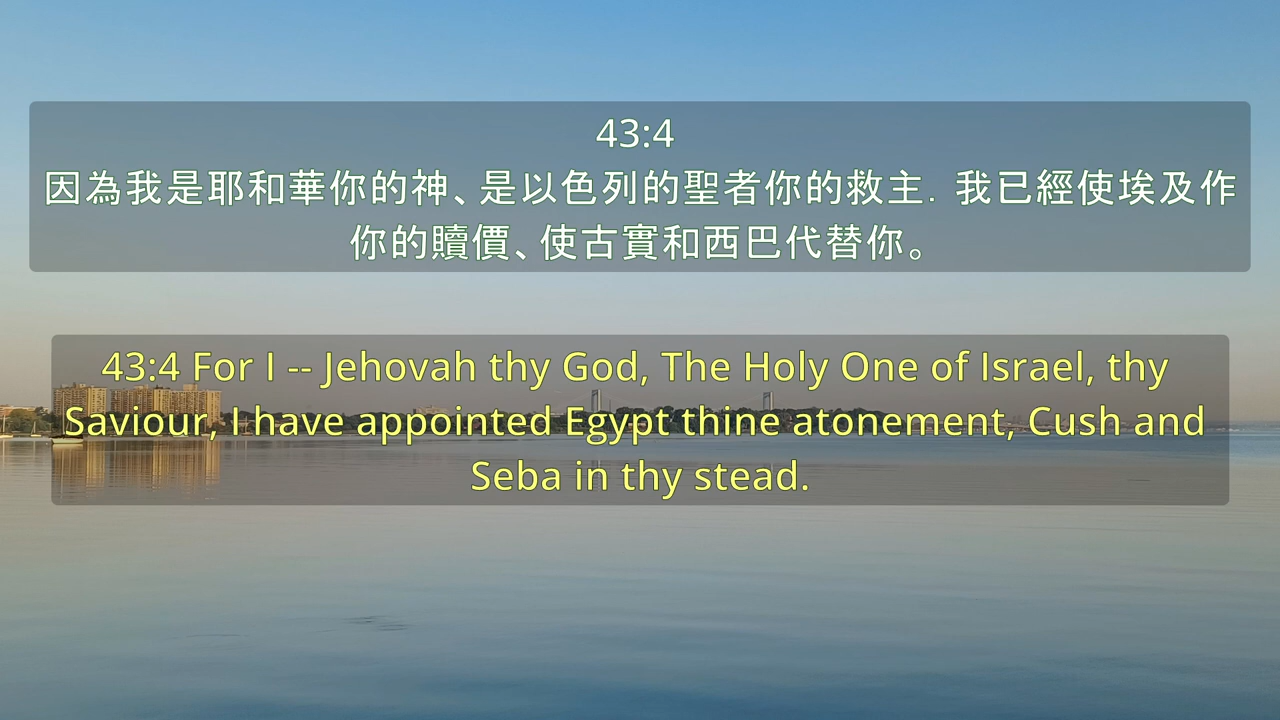 43:4
因為我是耶和華你的神、是以色列的聖者你的救主. 我已經使埃及作
你的贖價、使古實和西巴代替你。
43:4 For I -- Jehovah thy God, The Holy One of Israel, thy
Saviour, I have appointed Egypt thine atonement, Cush and
Seba in thy stead.